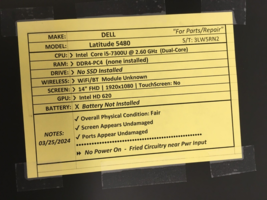 "For Parts/Repair"
MAKE: DELL
MODEL: Latitude 5480 S/T: 3LW5RN2
CPU: > Intel Core i5-7300U @ 2.60 GHz (Dual-Core)
RAM: > DDR4-PC4 (none installed)
DRIVE: > No SSD Installed
WIRELESS: > WiFi/BT Module Unknown
SCREEN: > 14" FHD | 1920x1080 | TouchScreen: No
GPU: > Intel HD 620
BATTERY: X Battery Not Installed
NOTES: 03/25/2024
✓ Overall Physical Condition: Fair
✓ Screen Appears Undamaged
✓ Ports Appear Undamaged
» No Power On - Fried Circuitry near Pwr Input